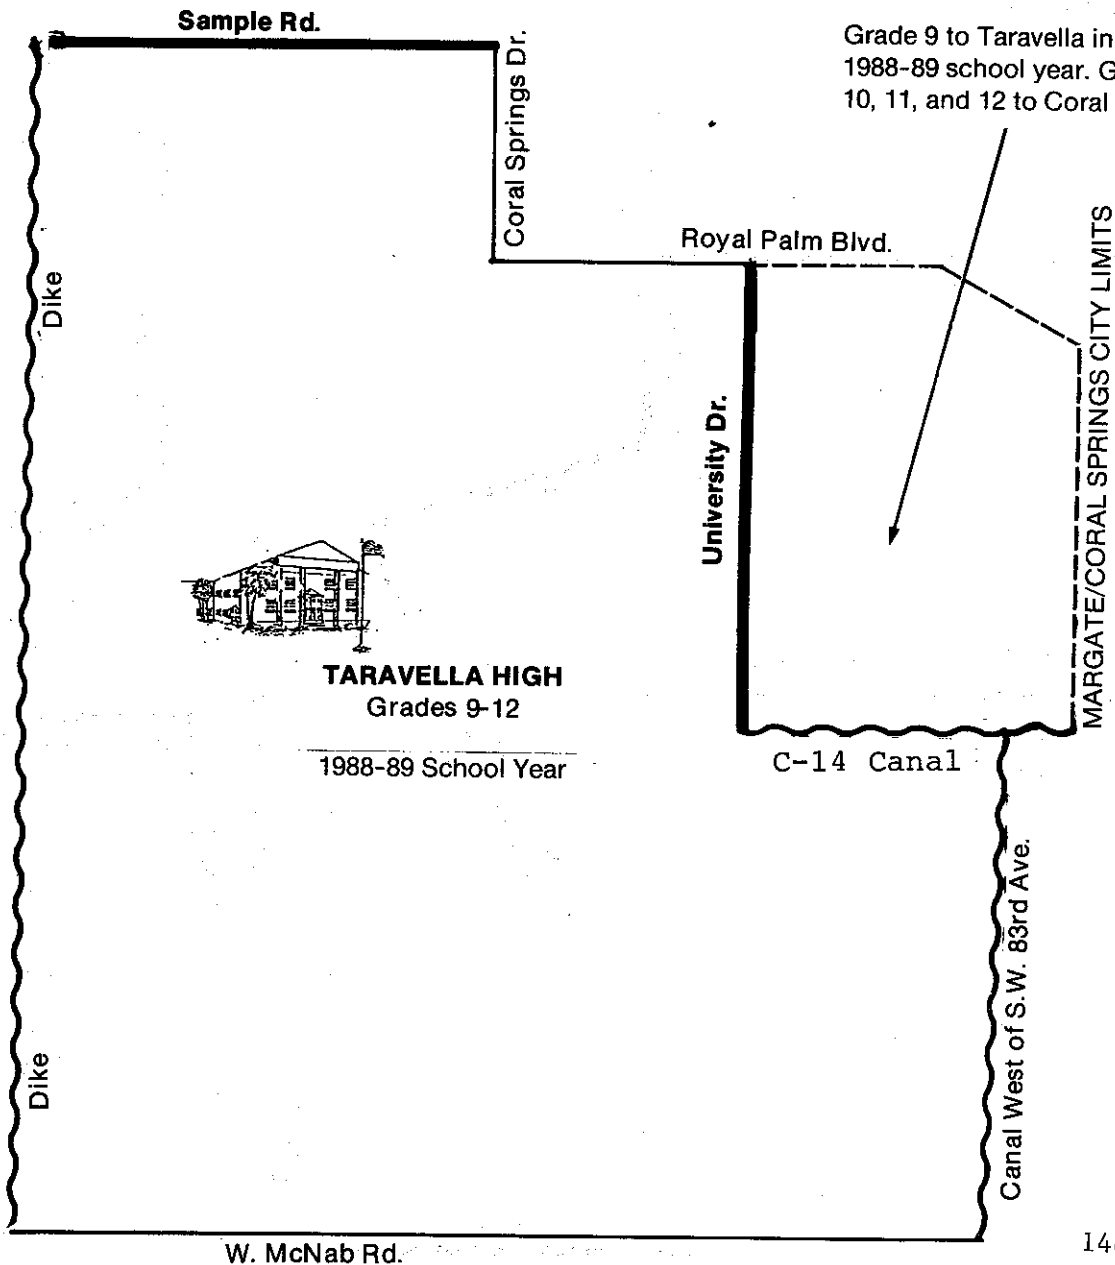 Sample Rd.
Grade 9 to Taravella in
1988-89 school year.
10, 11, and 12 to Coral
Coral Springs Dr.
Royal Palm Blvd.
MARGATE/CORAL SPRINGS CITY LIMITS
Dike
University Dr.
TARAVELLA HIGH
Grades 9-12
1988-89 School Year
C-14 Canal
Canal West of S.W. 83rd Ave.
Dike
W. McNab Rd.